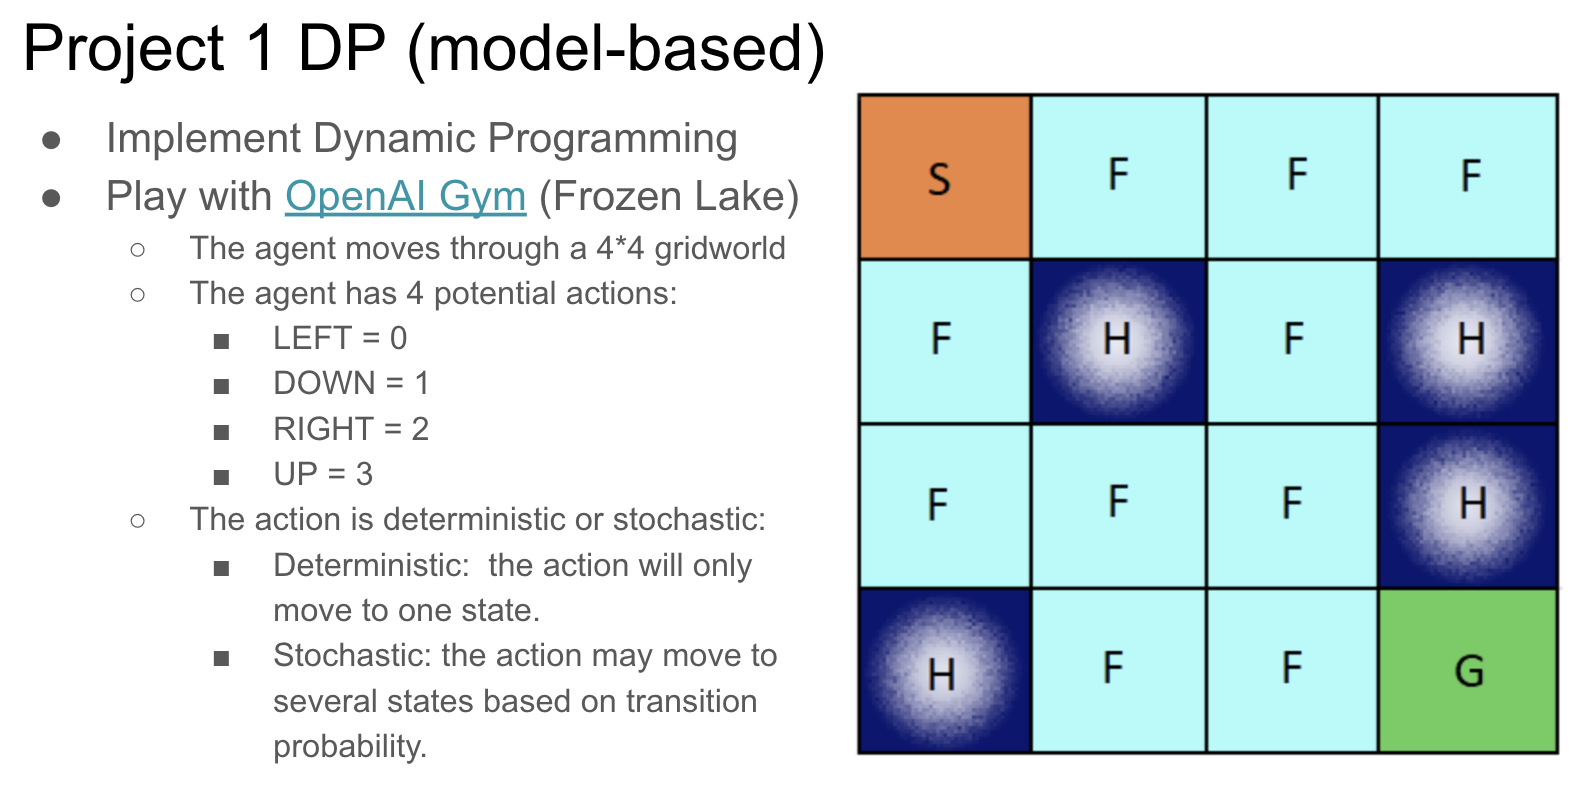 Project 1 DP (model-based)
● Implement Dynamic Programming
● Play with OpenAI Gym (Frozen Lake)
○ The agent moves through a 4*4 gridworld
○ The agent has 4 potential actions:
■ LEFT = 0
■ DOWN = 1
■ RIGHT = 2
■ UP = 3
○ The action is deterministic or stochastic:
■ Deterministic:  the action will only
move to one state.
■ Stochastic: the action may move to
several states based on transition
probability.
S F F F
F H F H
F F F H
H F F G